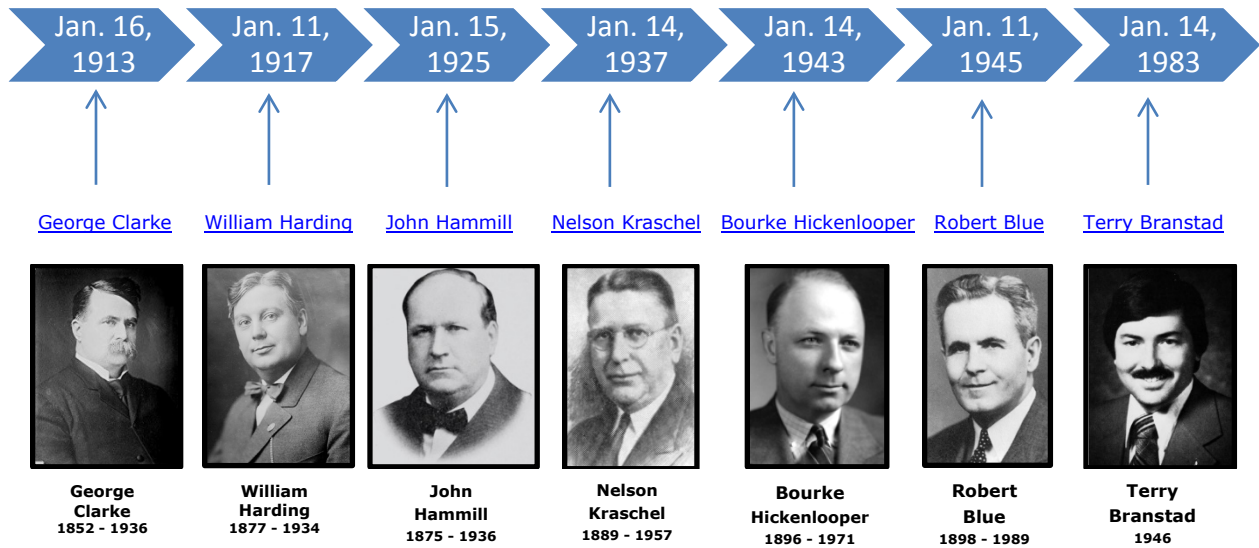 Jan. 16,
1913
Jan. 11,
1917
Jan. 15,
1925
Jan. 14,
1937
Jan. 14,
1943
Jan. 11,
1945
Jan. 14,
1983
George Clarke
William Harding
John Hammill
Nelson Kraschel
Bourke Hickenlooper
Robert Blue
Terry Branstad
George
Clarke
1852 - 1936
William
Harding
1877 - 1934
John
Hammill
1875 - 1936
Nelson
Kraschel
1889 - 1957
Bourke
Hickenlooper
1896 - 1971
Robert
Blue
1898 - 1989
Terry
Branstad
1946